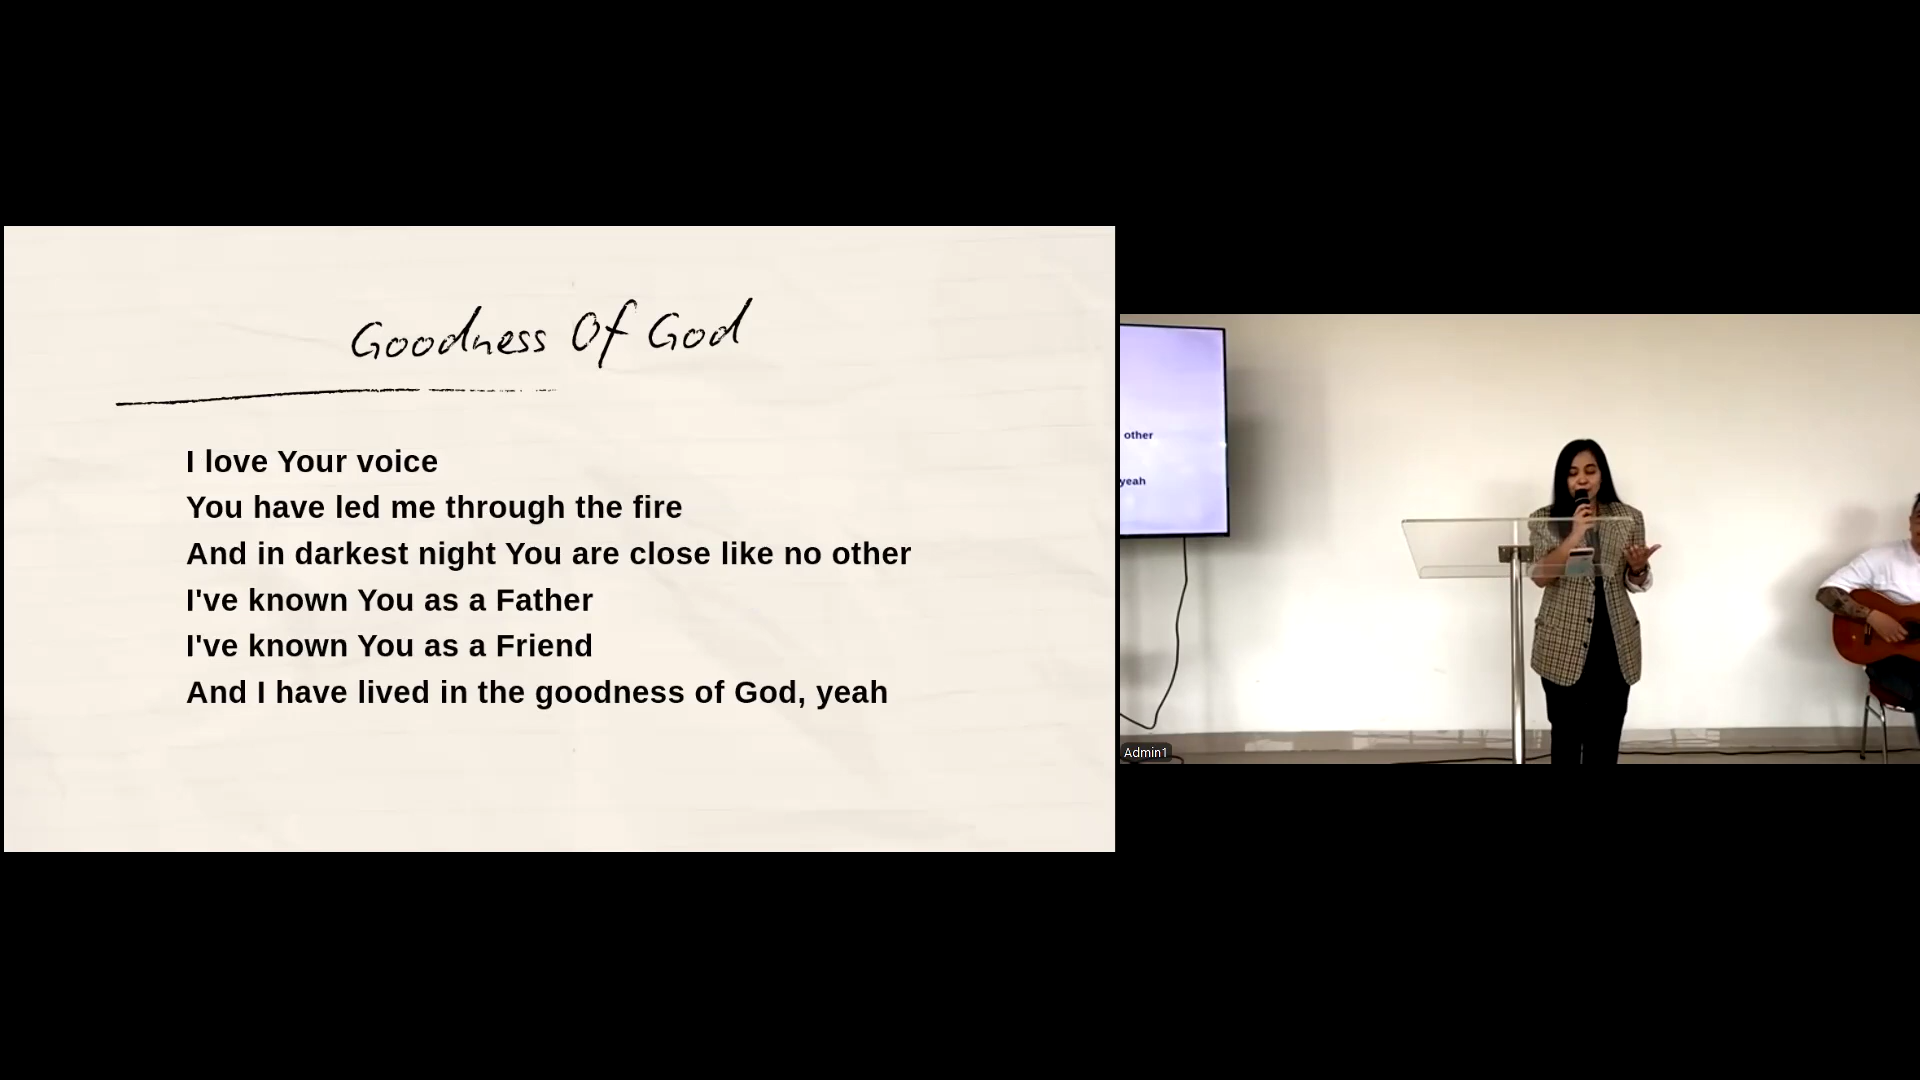 Goodness Of God
I love Your voice
You have led me through the fire
And in darkest night You are close like no other
I've known You as a Father
I've known You as a Friend
And I have lived in the goodness of God, yeah
other
yeah
Admin1